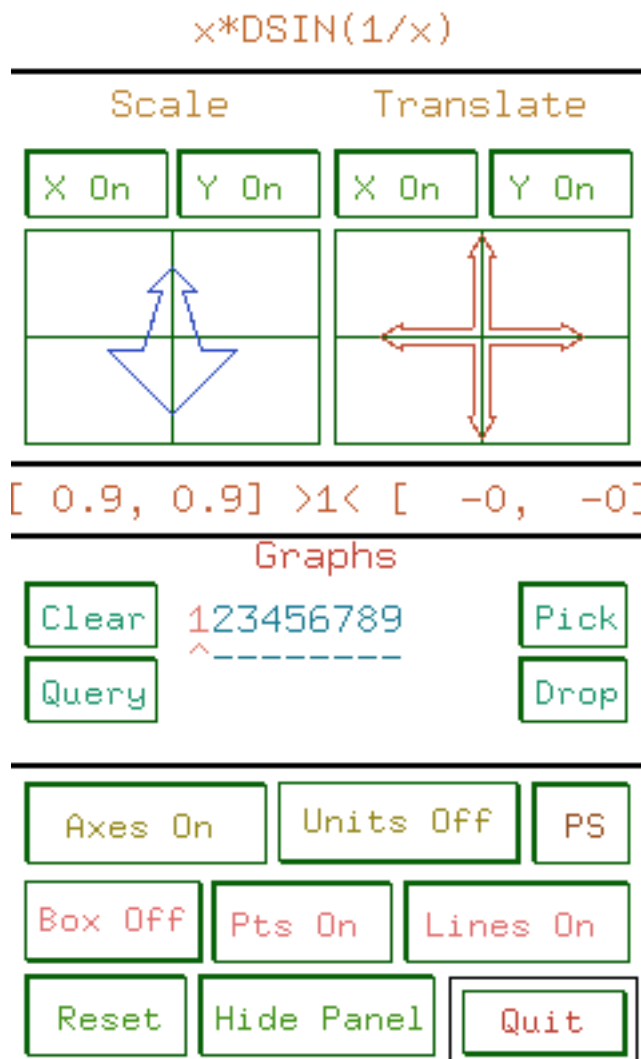 x*DSIN(1/x)
Scale Translate
X On Y On X On Y On
[ 0.9, 0.9] >1< [ -0, -0]
Graphs
Clear 123456789 Pick
^________
Query Drop
Axes On Units Off PS
Box Off Pts On Lines On
Reset Hide Panel Quit